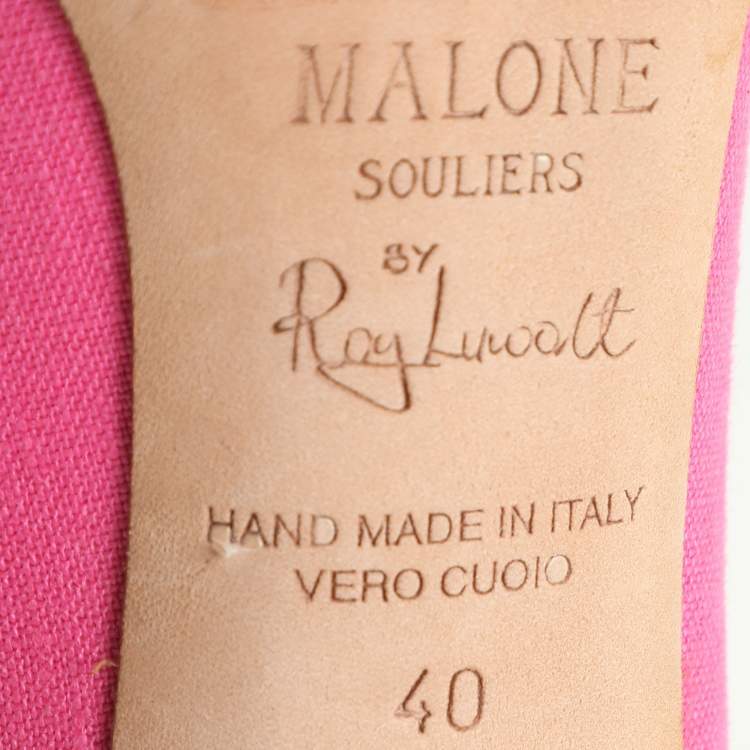 MALONE
SOULIERS
BY
Roy Luwolt
HAND MADE IN ITALY
VERO CUOIO
40